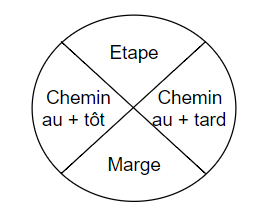 Etape
Chemin
au + tôt
Chemin
au + tard
Marge